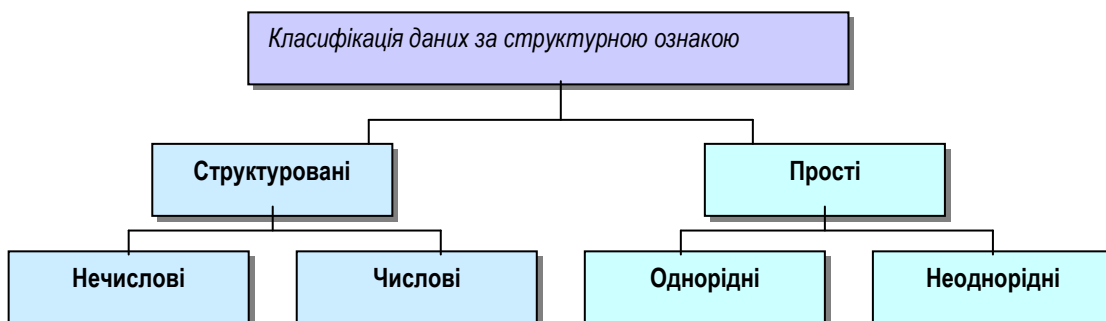 Класифікація даних за структурною ознакою
Структуровані
Прості
Нечислові
Числові
Однорідні
Неоднорідні